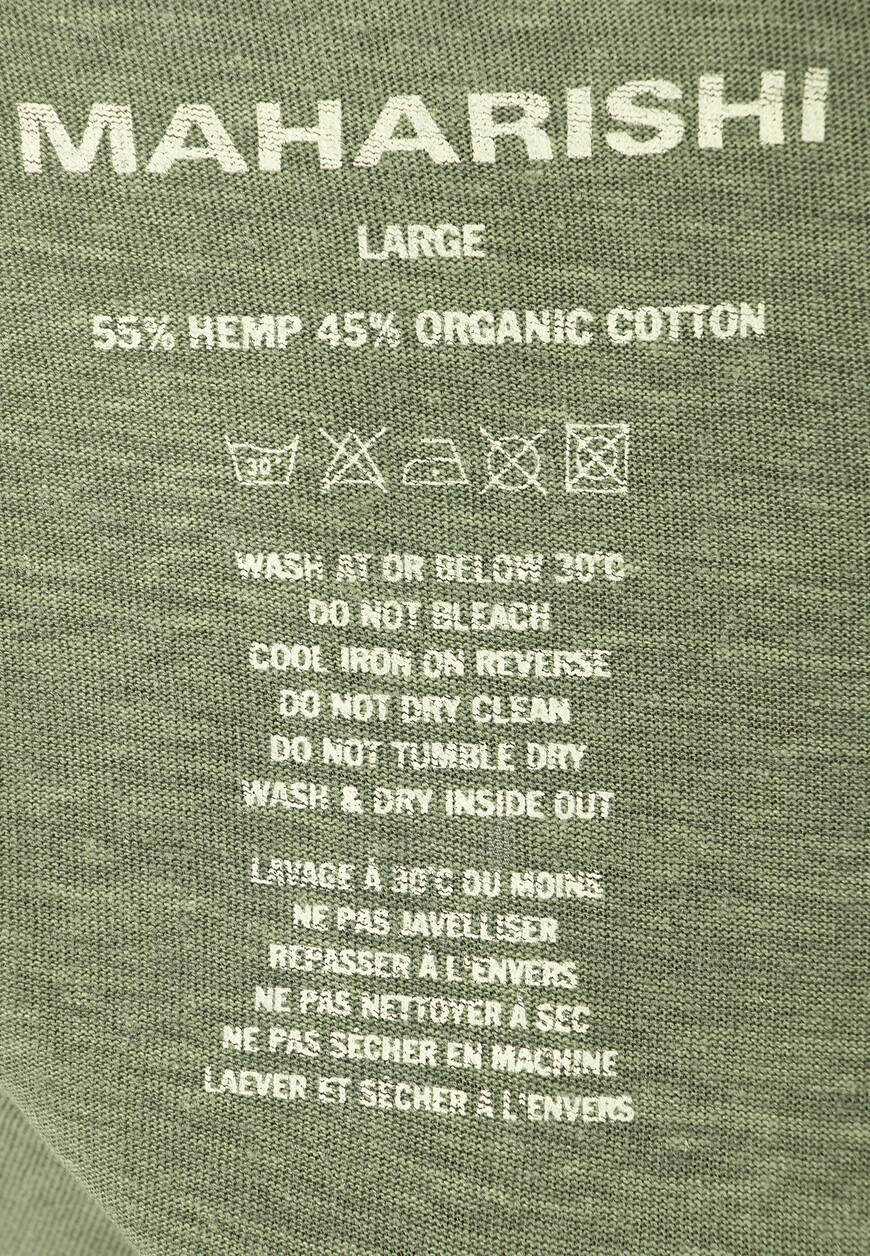 MAHARISHI
LARGE
55% HEMP 45% ORGANIC COTTON
30°
WASH AT OR BELOW 30°C
DO NOT BLEACH
COOL IRON ON REVERSE
DO NOT DRY CLEAN
DO NOT TUMBLE DRY
WASH & DRY INSIDE OUT
LAVAGE À 30°C OU MOINS
NE PAS JAVELLISER
REPASSER À L'ENVERS
NE PAS NETTOYER À SEC
NE PAS SÈCHER EN MACHINE
LAEVER ET SÈCHER À L'ENVERS